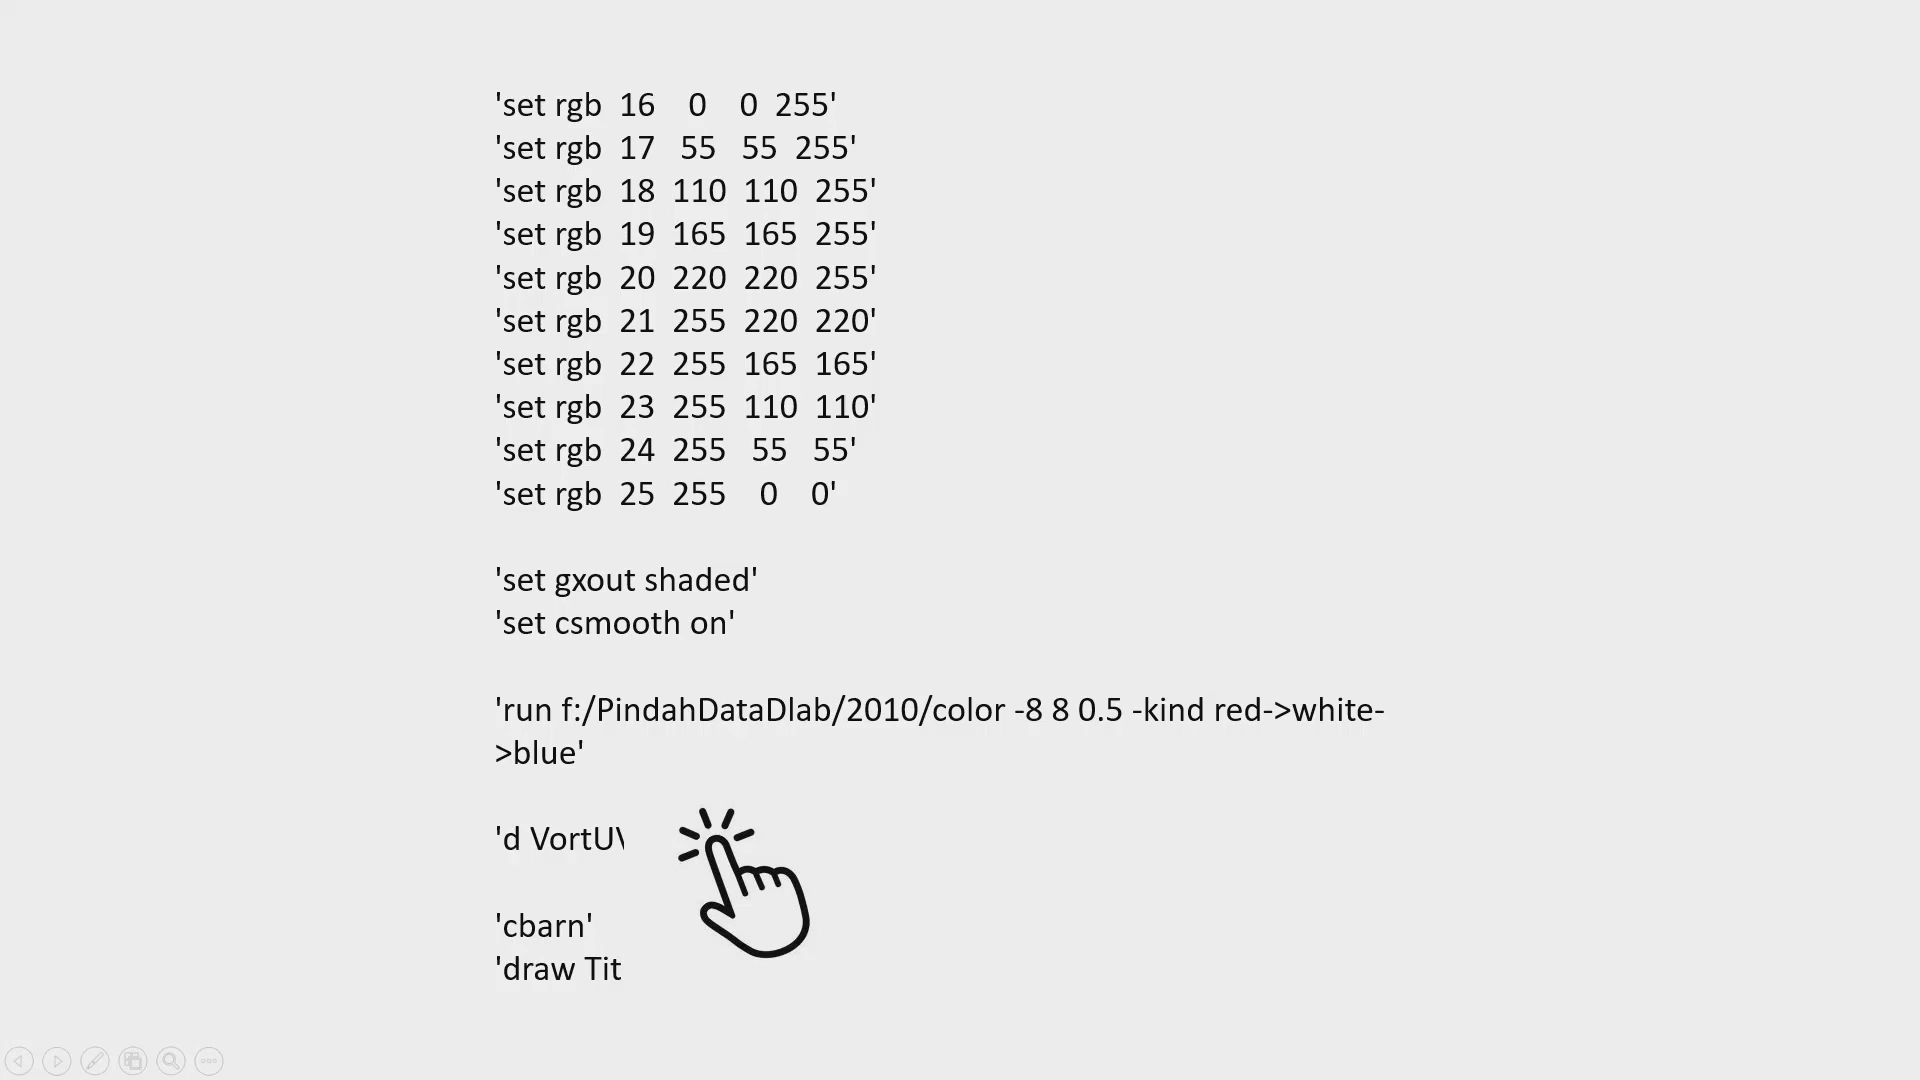 'set rgb  16    0    0  255'
'set rgb  17   55   55  255'
'set rgb  18  110  110  255'
'set rgb  19  165  165  255'
'set rgb  20  220  220  255'
'set rgb  21  255  220  220'
'set rgb  22  255  165  165'
'set rgb  23  255  110  110'
'set rgb  24  255   55   55'
'set rgb  25  255    0    0'
'set gxout shaded'
'set csmooth on'
'run f:/PindahDataDlab/2010/color -8 8 0.5 -kind red->white-
>blue'
'd VortU
'cbarn'
'draw Tit